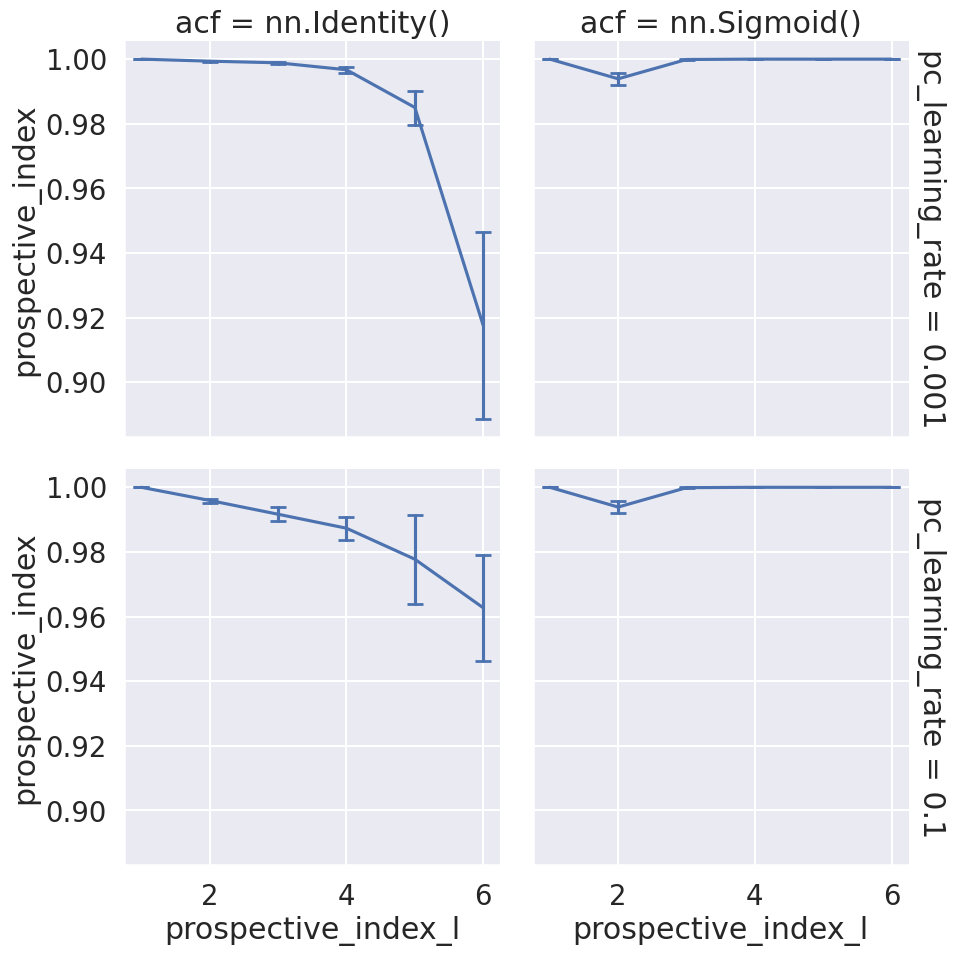 acf = nn.Identity()
acf = nn.Sigmoid()
1.00
0.98
0.96
0.94
0.92
0.90
prospective_index
pc_learning_rate = 0.001
1.00
0.98
0.96
0.94
0.92
0.90
prospective_index
pc_learning_rate = 0.1
2 4 6
2 4 6
prospective_index_l
prospective_index_l